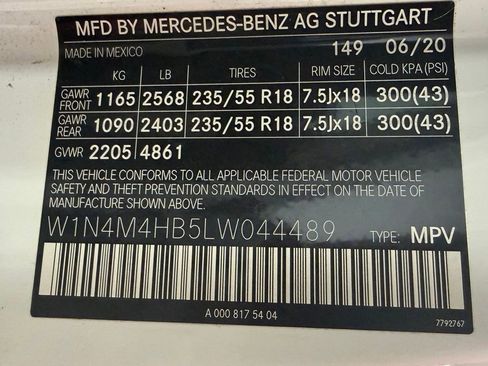 MFD BY MERCEDES-BENZ AG STUTTGART
MADE IN MEXICO 149 06/20
KG LB TIRES RIM SIZE COLD KPA (PSI)
GAWR FRONT 1165 2568 235/55 R18 7.5Jx18 300(43)
GAWR REAR 1090 2403 235/55 R18 7.5Jx18 300(43)
GVWR 2205 4861
THIS VEHICLE CONFORMS TO ALL APPLICABLE FEDERAL MOTOR VEHICLE
SAFETY AND THEFT PREVENTION STANDARDS IN EFFECT ON THE DATE OF
MANUFACTURE SHOWN ABOVE.
W1N4M4HB5LW044489 TYPE: MPV
A 000 817 54 04
7792767